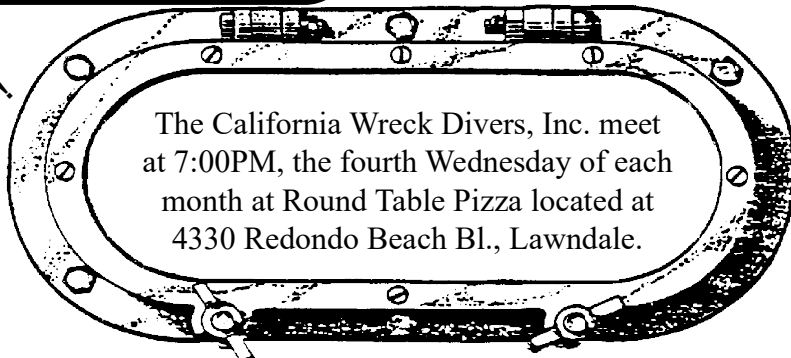 The California Wreck Divers, Inc. meet
at 7:00PM, the fourth Wednesday of each
month at Round Table Pizza located at
4330 Redondo Beach Bl., Lawndale.